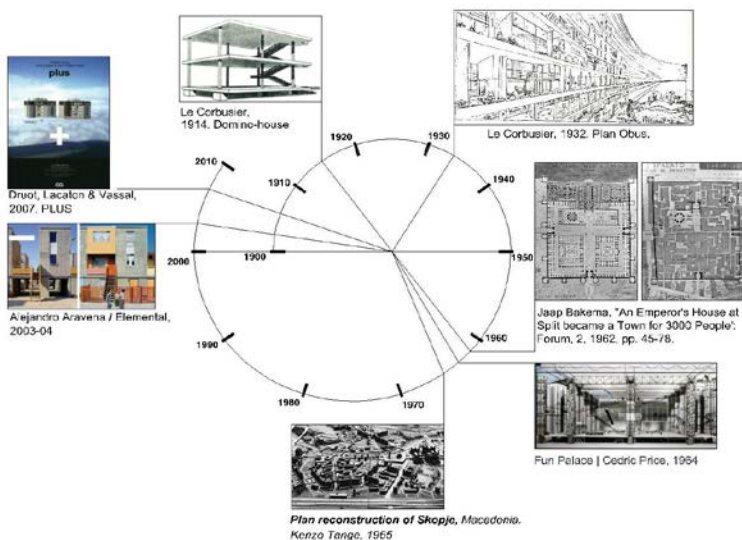 plus
Le Corbusier,
1914. Domino-house
Le Corbusier, 1932. Plan Obus.
Druot, Lacaton & Vassal,
2007. PLUS
Alejandro Aravena / Elemental,
2003-04
1900
1910
1920
1930
1940
1950
1960
1970
1980
1990
2000
2010
Jaap Bakema, "An Emperor's House at
Split became a Town for 3000 People";
Forum, 2, 1962, pp. 45-78.
Fun Palace | Cedric Price, 1964
Plan reconstruction of Skopje, Macedonia.
Kenzo Tange, 1965